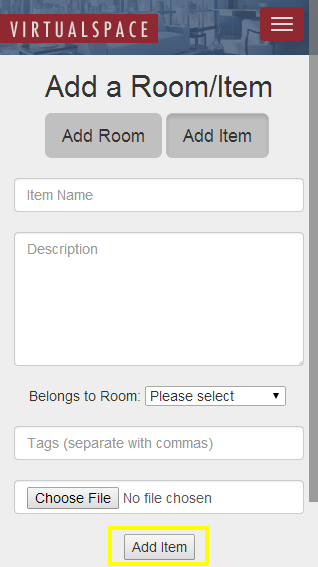 VIRTUALSPACE
Add a Room/Item
Add Room Add Item
Item Name
Description
Belongs to Room: Please select
Tags (separate with commas)
Choose File No file chosen
Add Item